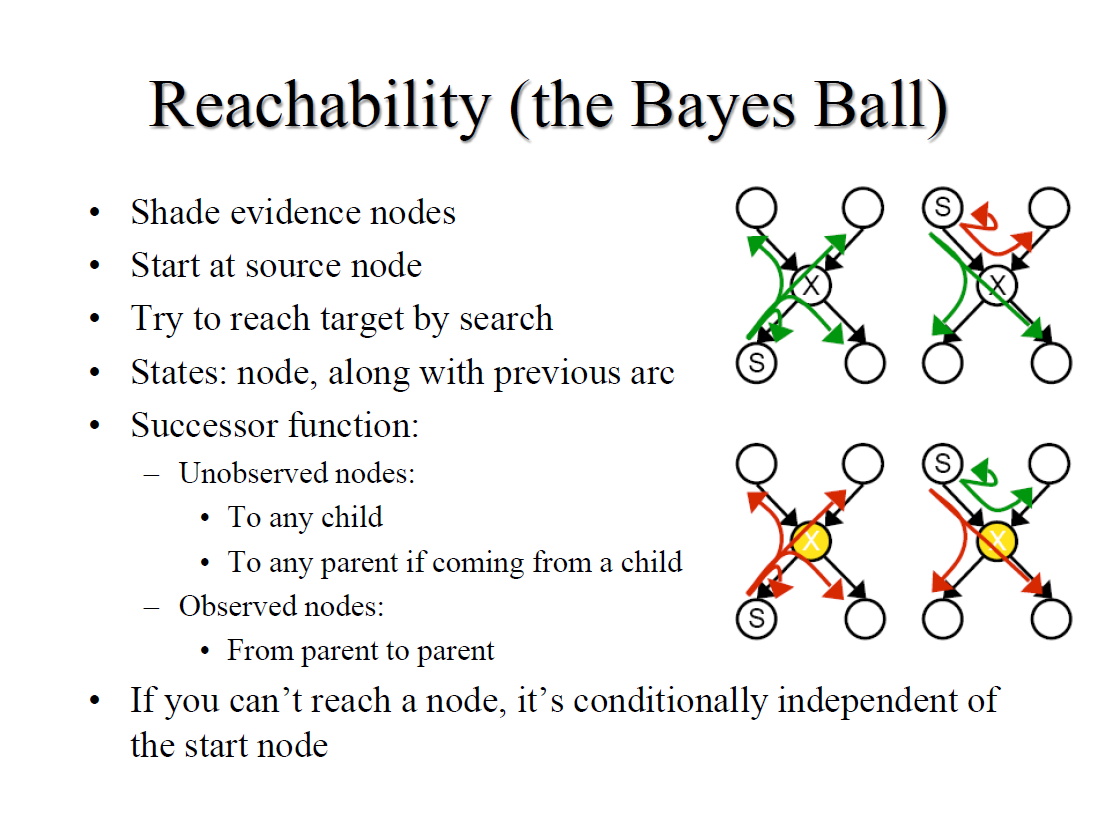 Reachability (the Bayes Ball)
• Shade evidence nodes
• Start at source node
• Try to reach target by search
• States: node, along with previous arc
• Successor function:
– Unobserved nodes:
• To any child
• To any parent if coming from a child
– Observed nodes:
• From parent to parent
• If you can’t reach a node, it’s conditionally independent of
the start node
X
S
S
X
X
S
S
X